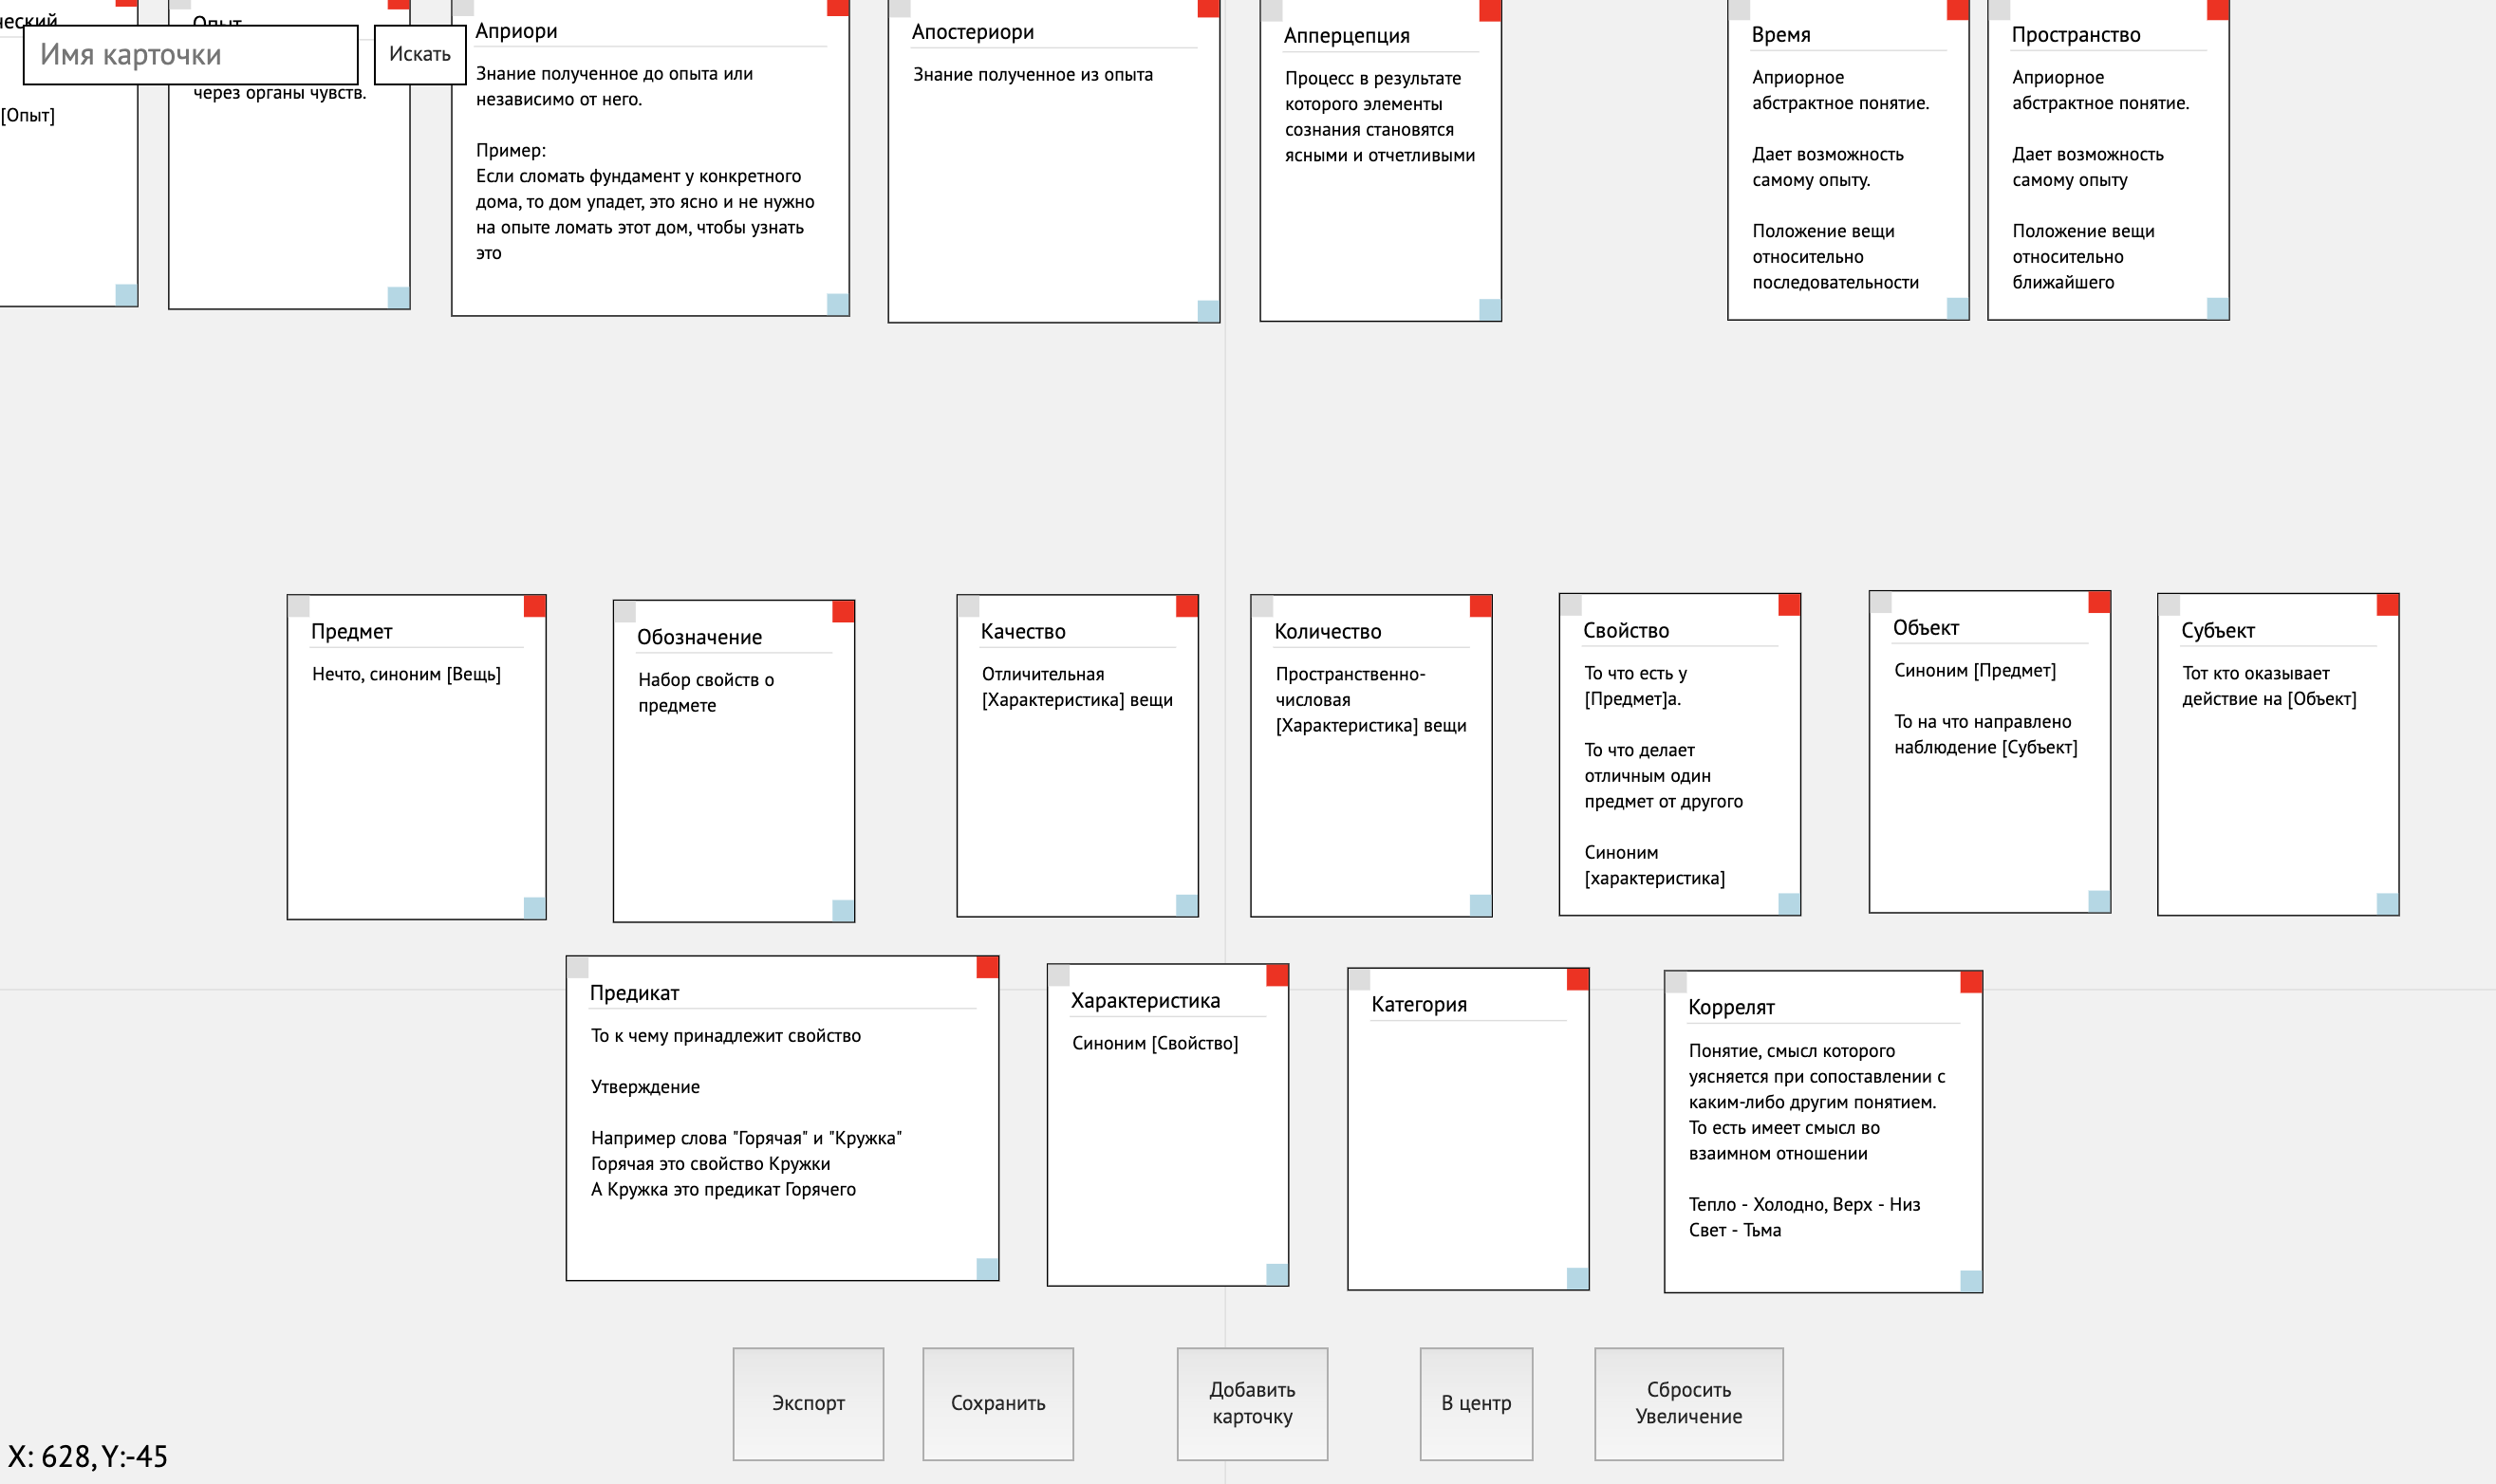 Имя карточки
Искать
[Опыт]
Опыт
через органы чувств.
Априори
Знание полученное до опыта или
независимо от него.
Пример:
Если сломать фундамент у конкретного
дома, то дом упадет, это ясно и не нужно
на опыте ломать этот дом, чтобы узнать
это
Апостериори
Знание полученное из опыта
Апперцепция
Процесс в результате
которого элементы
сознания становятся
ясными и отчетливыми
Время
Априорное
абстрактное понятие.
Дает возможность
самому опыту.
Положение вещи
относительно
последовательности
Пространство
Априорное
абстрактное понятие.
Дает возможность
самому опыту
Положение вещи
относительно
ближайшего
Предмет
Нечто, синоним [Вещь]
Обозначение
Набор свойств о
предмете
Качество
Отличительная
[Характеристика] вещи
Количество
Пространственно-
числовая
[Характеристика] вещи
Свойство
То что есть у
[Предмет]а.
То что делает
отличным один
предмет от другого
Синоним
[характеристика]
Объект
Синоним [Предмет]
То на что направлено
наблюдение [Субъект]
Субъект
Тот кто оказывает
действие на [Объект]
Предикат
То к чему принадлежит свойство
Утверждение
Например слова "Горячая" и "Кружка"
Горячая это свойство Кружки
А Кружка это предикат Горячего
Характеристика
Синоним [Свойство]
Категория
Коррелят
Понятие, смысл которого
уясняется при сопоставлении с
каким-либо другим понятием.
То есть имеет смысл во
взаимном отношении
Тепло - Холодно, Верх - Низ
Свет - Тьма
Экспорт
Сохранить
Добавить
карточку
В центр
Сбросить
Увеличение
X: 628, Y:-45